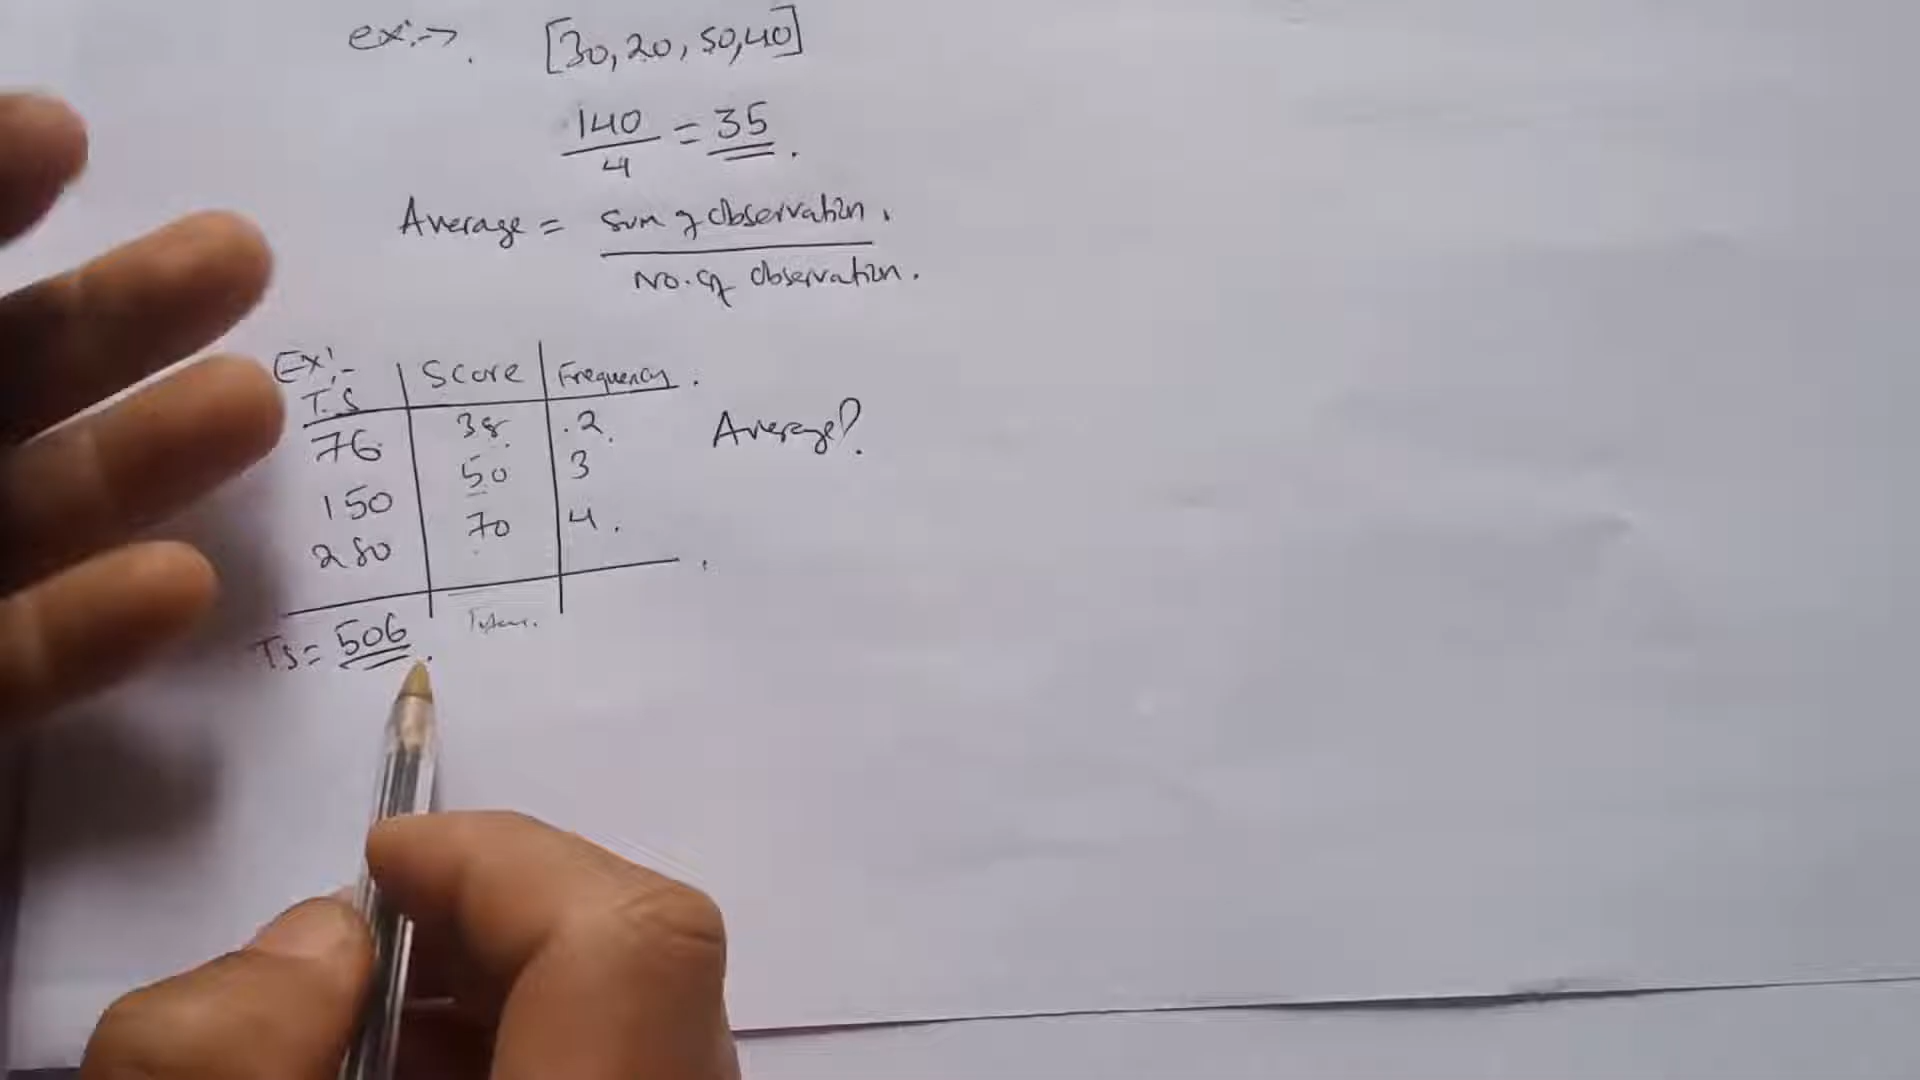 ex:→. [30, 20, 50, 40]
140
4
= 35.
Average = Sum of observation.
No. of observation.
Ex:-
T.S Score Frequency.
76 38 2
150 50 3
280 70 4.
Average?
TS = 506.